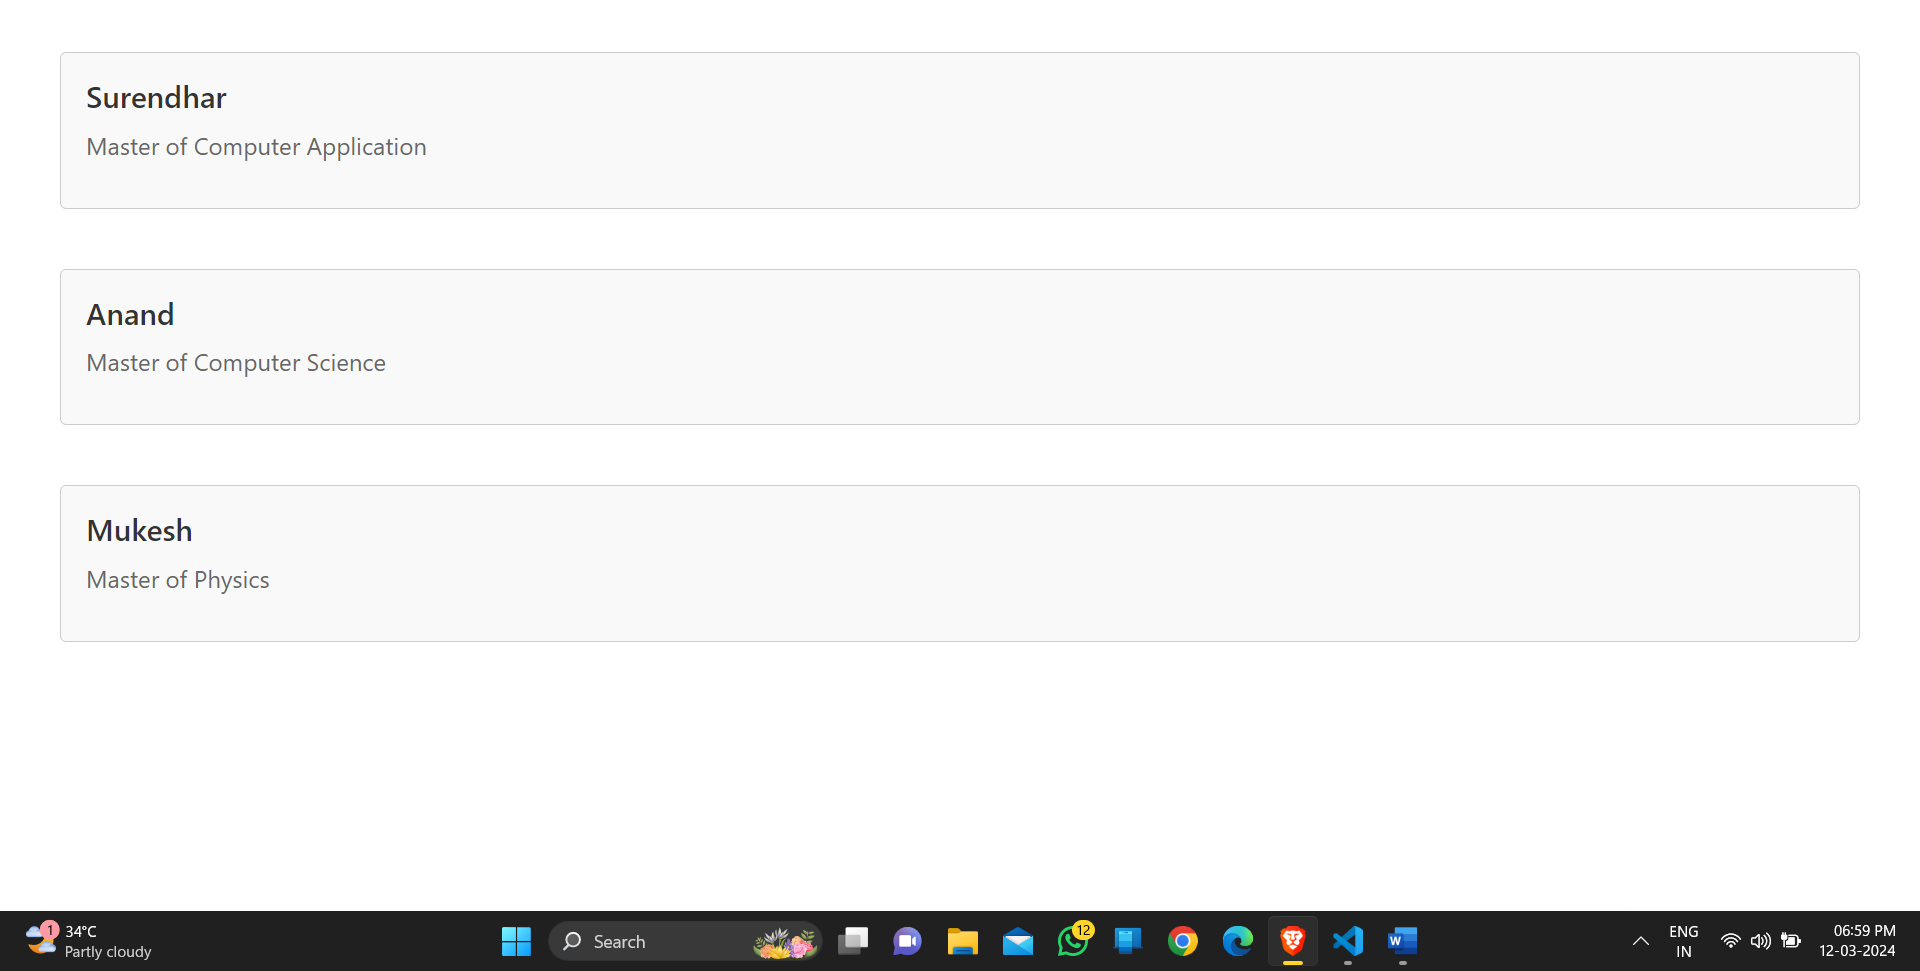 Surendhar
Master of Computer Application
Anand
Master of Computer Science
Mukesh
Master of Physics
1
34°C
Partly cloudy
Search
12
W
ENG
IN
06:59 PM
12-03-2024